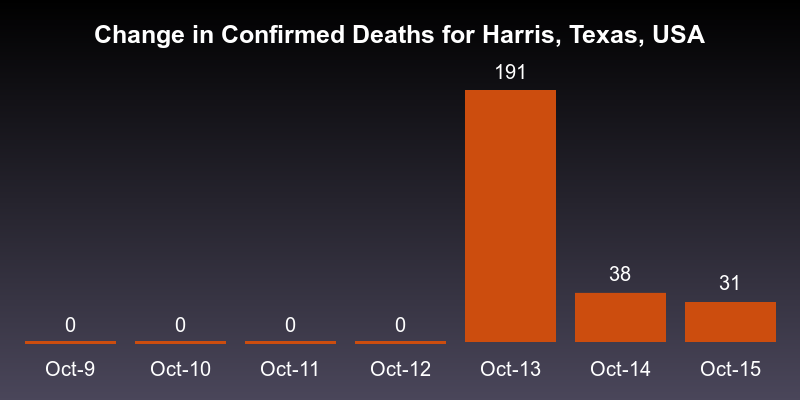 Change in Confirmed Deaths for Harris, Texas, USA
191
38
31
0 0 0 0
Oct-9 Oct-10 Oct-11 Oct-12 Oct-13 Oct-14 Oct-15